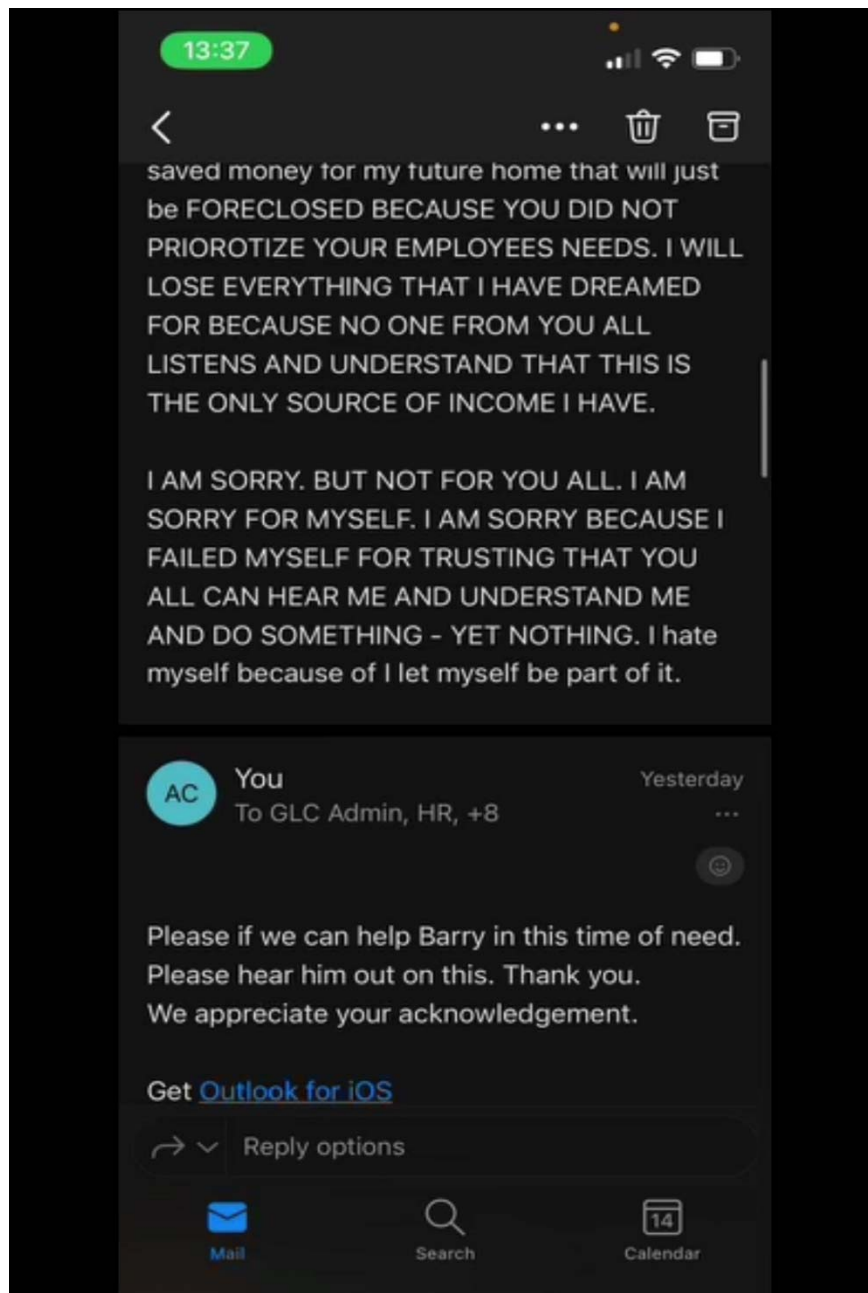 13:37
saved money for my future home that will just
be FORECLOSED BECAUSE YOU DID NOT
PRIOROTIZE YOUR EMPLOYEES NEEDS. I WILL
LOSE EVERYTHING THAT I HAVE DREAMED
FOR BECAUSE NO ONE FROM YOU ALL
LISTENS AND UNDERSTAND THAT THIS IS
THE ONLY SOURCE OF INCOME I HAVE.
I AM SORRY. BUT NOT FOR YOU ALL. I AM
SORRY FOR MYSELF. I AM SORRY BECAUSE I
FAILED MYSELF FOR TRUSTING THAT YOU
ALL CAN HEAR ME AND UNDERSTAND ME
AND DO SOMETHING - YET NOTHING. I hate
myself because of I let myself be part of it.
AC
You
Yesterday
To GLC Admin, HR, +8
Please if we can help Barry in this time of need.
Please hear him out on this. Thank you.
We appreciate your acknowledgement.
Get Outlook for iOS
Reply options
14
Mail
Search
Calendar